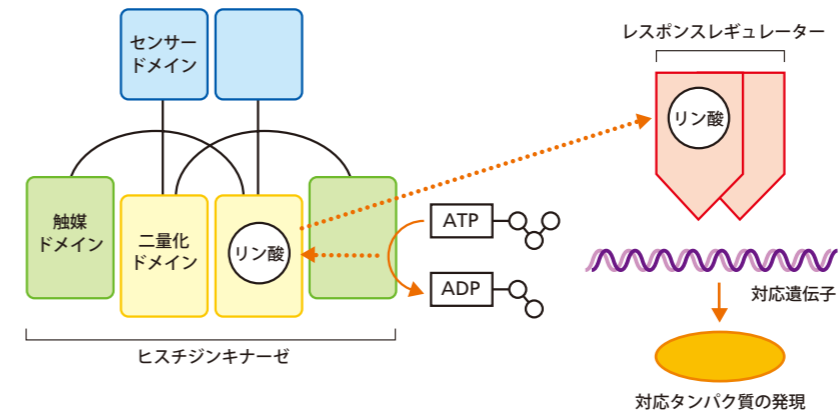 センサー
ドメイン
レスポンスレギュレーター
リン酸
触媒
ドメイン
二量化
ドメイン
リン酸
ATP
ADP
ヒスチジンキナーゼ
対応遺伝子
対応タンパク質の発現